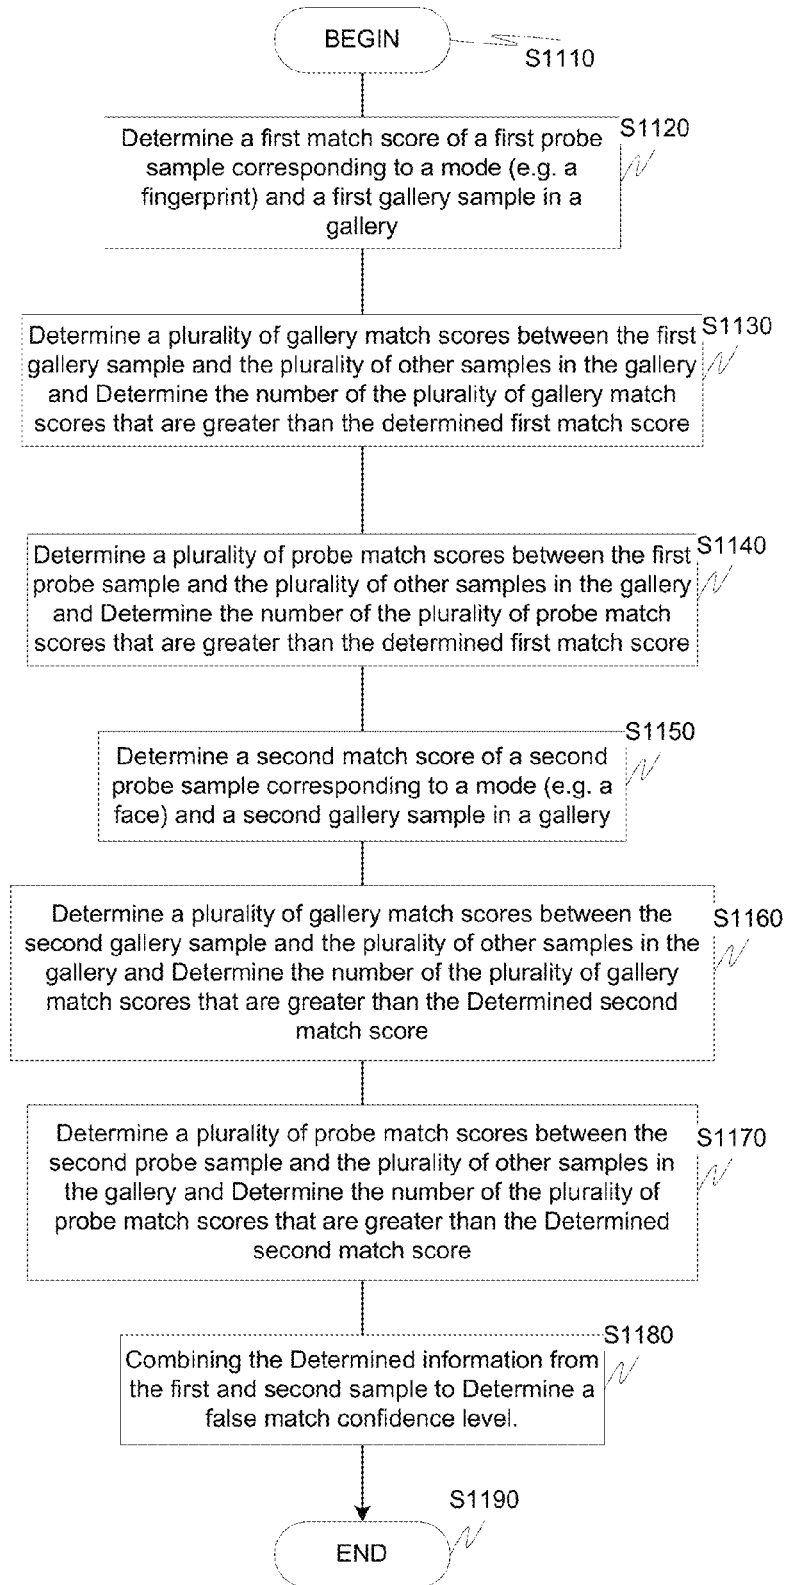 BEGIN
S1110
Determine a first match score of a first probe
sample corresponding to a mode (e.g. a
fingerprint) and a first gallery sample in a
gallery
S1120
Determine a plurality of gallery match scores between the first
gallery sample and the plurality of other samples in the gallery
and Determine the number of the plurality of gallery match
scores that are greater than the determined first match score
S1130
Determine a plurality of probe match scores between the first
probe sample and the plurality of other samples in the gallery
and Determine the number of the plurality of probe match
scores that are greater than the determined first match score
S1140
Determine a second match score of a second
probe sample corresponding to a mode (e.g. a
face) and a second gallery sample in a gallery
S1150
Determine a plurality of gallery match scores between the
second gallery sample and the plurality of other samples in the
gallery and Determine the number of the plurality of gallery
match scores that are greater than the Determined second
match score
S1160
Determine a plurality of probe match scores between the
second probe sample and the plurality of other samples in
the gallery and Determine the number of the plurality of
probe match scores that are greater than the Determined
second match score
S1170
Combining the Determined information from
the first and second sample to Determine a
false match confidence level.
S1180
END
S1190